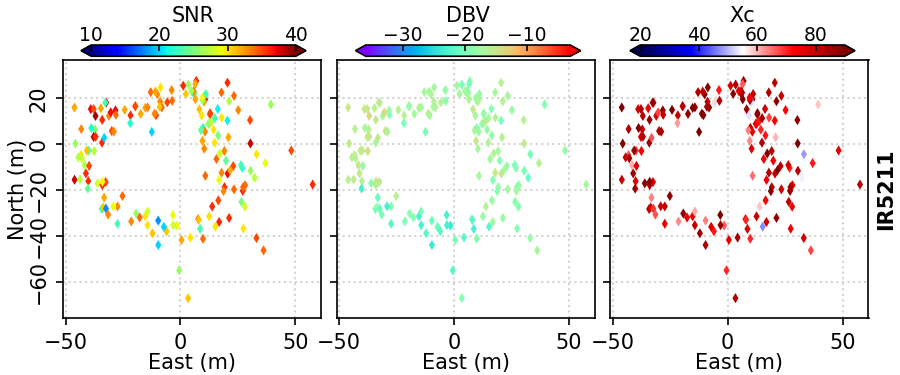 SNR
DBV
Xc
10 20 30 40
−30 −20 −10
20 40 60 80
North (m)
20
0
−20
−40
−60
−50 0 50
−50 0 50
−50 0 50
East (m)
East (m)
East (m)
IR5211